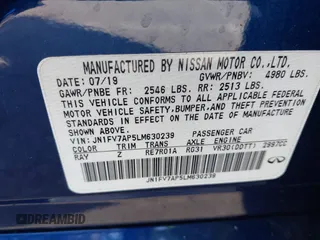 MANUFACTURED BY NISSAN MOTOR CO.,LTD.
DATE: 07/19 GVWR/PNBV: 4980 LBS.
GAWR/PNBE FR: 2546 LBS. RR: 2513 LBS.
THIS VEHICLE CONFORMS TO ALL APPLICABLE FEDERAL MOTOR
VEHICLE SAFETY, BUMPER, AND THEFT PREVENTION
STANDARDS IN EFFECT ON THE DATE OF MANUFACTURE
SHOWN ABOVE.
VIN: JN1FV7AP5LM630239 PASSENGER CAR
COLOR TRIM TRANS AXLE ENGINE
RAY Z RE7R01A RG31 VR30(DDTT) 2997CC
JN1FV7AP5LM630239
AMERIBID